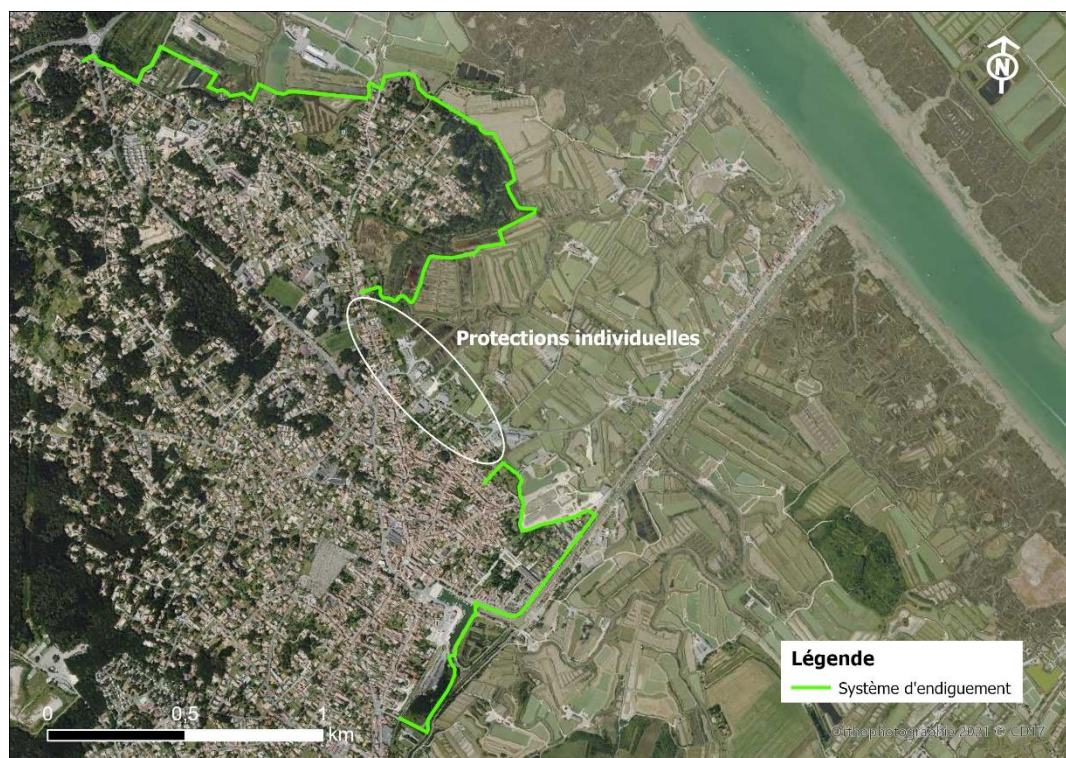 N
Protections individuelles
Légende
Système d'endiguement
0 0.5 1
km
Orthophotographie 2021 © CD17